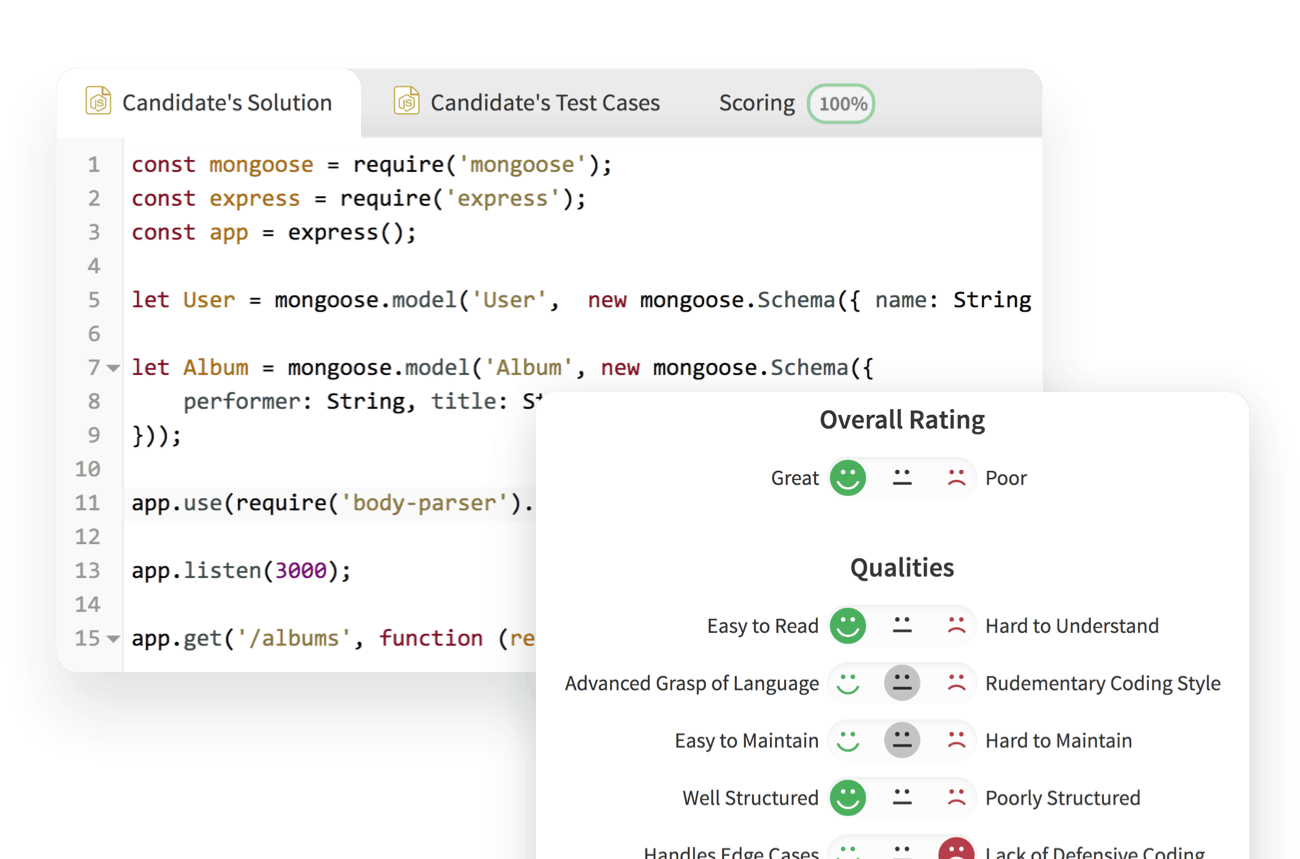 Candidate's Solution
Candidate's Test Cases
Scoring 100%
1 const mongoose = require('mongoose');
2 const express = require('express');
3 const app = express();
4
5 let User = mongoose.model('User',  new mongoose.Schema({ name: String
6
7 let Album = mongoose.model('Album', new mongoose.Schema({
8     performer: String, title:
9 }));
10
11 app.use(require('body-parser').
12
13 app.listen(3000);
14
15 app.get('/albums', function (re
Overall Rating
Great Poor
Qualities
Easy to Read Hard to Understand
Advanced Grasp of Language Rudementary Coding Style
Easy to Maintain Hard to Maintain
Well Structured Poorly Structured
Handles Edge Cases Lack of Defensive Coding